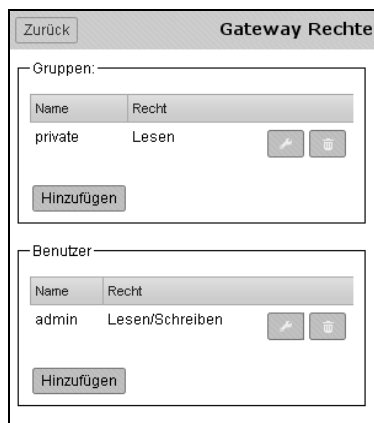 Zurück Gateway Rechte
Gruppen:
Name Recht
private Lesen
Hinzufügen
Benutzer
Name Recht
admin Lesen/Schreiben
Hinzufügen